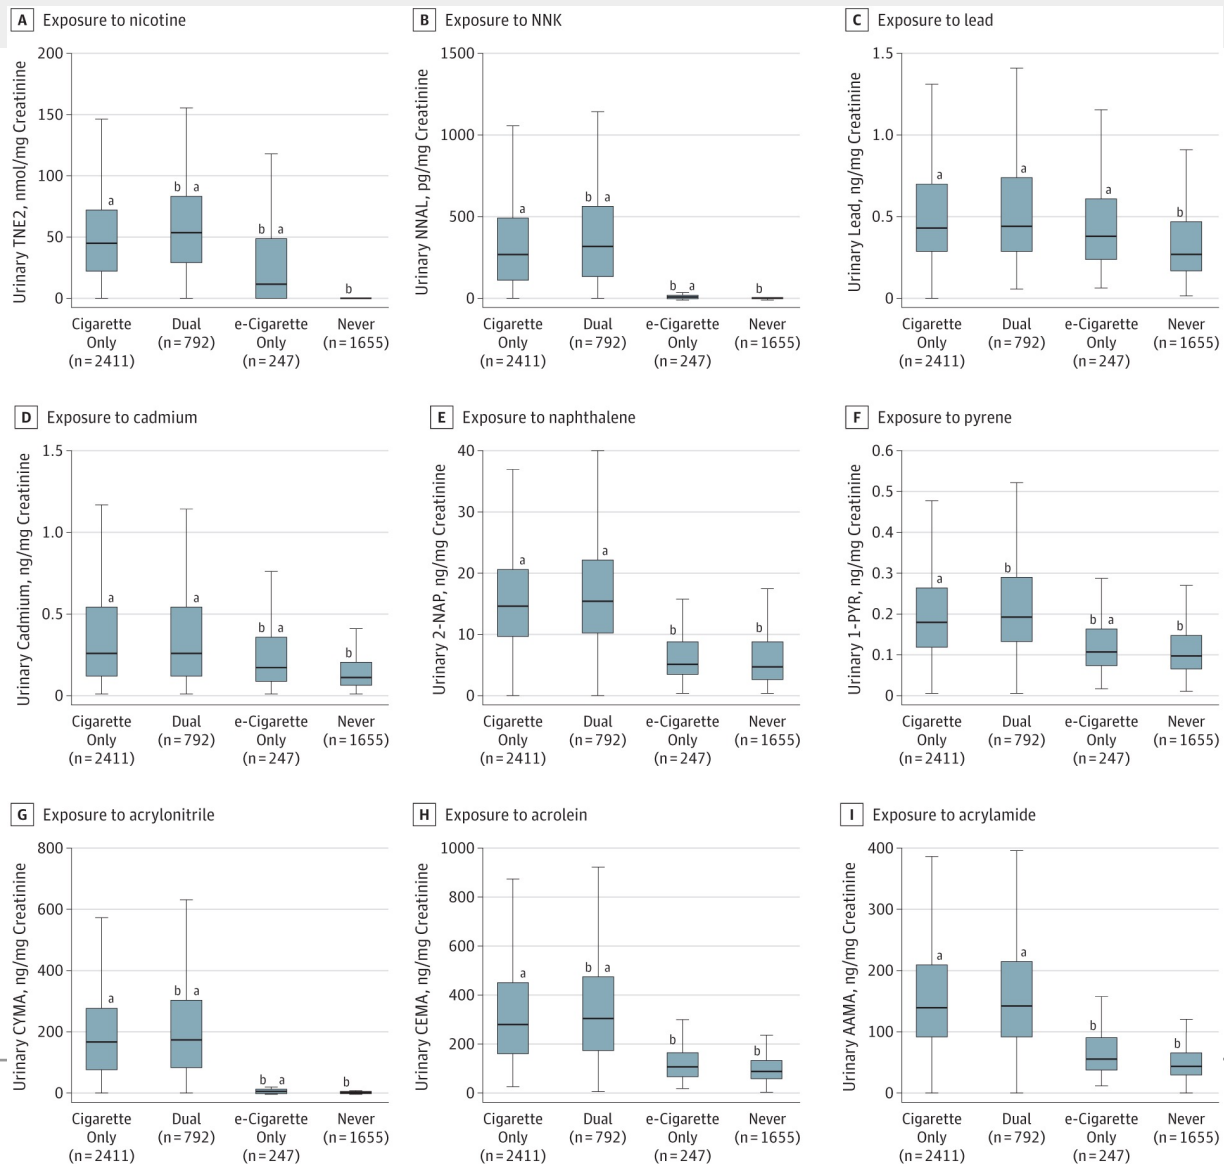 A Exposure to nicotine
Urinary TNE2, nmol/mg Creatinine
200
150
100
50
0
a
b a
b a
b
Cigarette Only (n=2411)
Dual (n=792)
e-Cigarette Only (n=247)
Never (n=1655)
B Exposure to NNK
Urinary NNAL, pg/mg Creatinine
1500
1000
500
0
a
b a
b a
b
Cigarette Only (n=2411)
Dual (n=792)
e-Cigarette Only (n=247)
Never (n=1655)
C Exposure to lead
Urinary Lead, ng/mg Creatinine
1.5
1.0
0.5
0
a
a
a
b
Cigarette Only (n=2411)
Dual (n=792)
e-Cigarette Only (n=247)
Never (n=1655)
D Exposure to cadmium
Urinary Cadmium, ng/mg Creatinine
1.5
1.0
0.5
0
a
a
b a
b
Cigarette Only (n=2411)
Dual (n=792)
e-Cigarette Only (n=247)
Never (n=1655)
E Exposure to naphthalene
Urinary 2-NAP, ng/mg Creatinine
40
30
20
10
0
a
a
b
b
Cigarette Only (n=2411)
Dual (n=792)
e-Cigarette Only (n=247)
Never (n=1655)
F Exposure to pyrene
Urinary 1-PYR, ng/mg Creatinine
0.6
0.5
0.4
0.3
0.2
0.1
0
a
b
b a
b
Cigarette Only (n=2411)
Dual (n=792)
e-Cigarette Only (n=247)
Never (n=1655)
G Exposure to acrylonitrile
Urinary CYMA, ng/mg Creatinine
800
600
400
200
0
a
b a
b a
b
Cigarette Only (n=2411)
Dual (n=792)
e-Cigarette Only (n=247)
Never (n=1655)
H Exposure to acrolein
Urinary CEMA, ng/mg Creatinine
1000
800
600
400
200
0
a
b a
b
b
Cigarette Only (n=2411)
Dual (n=792)
e-Cigarette Only (n=247)
Never (n=1655)
I Exposure to acrylamide
Urinary AAMA, ng/mg Creatinine
400
300
200
100
0
a
a
b
b
Cigarette Only (n=2411)
Dual (n=792)
e-Cigarette Only (n=247)
Never (n=1655)